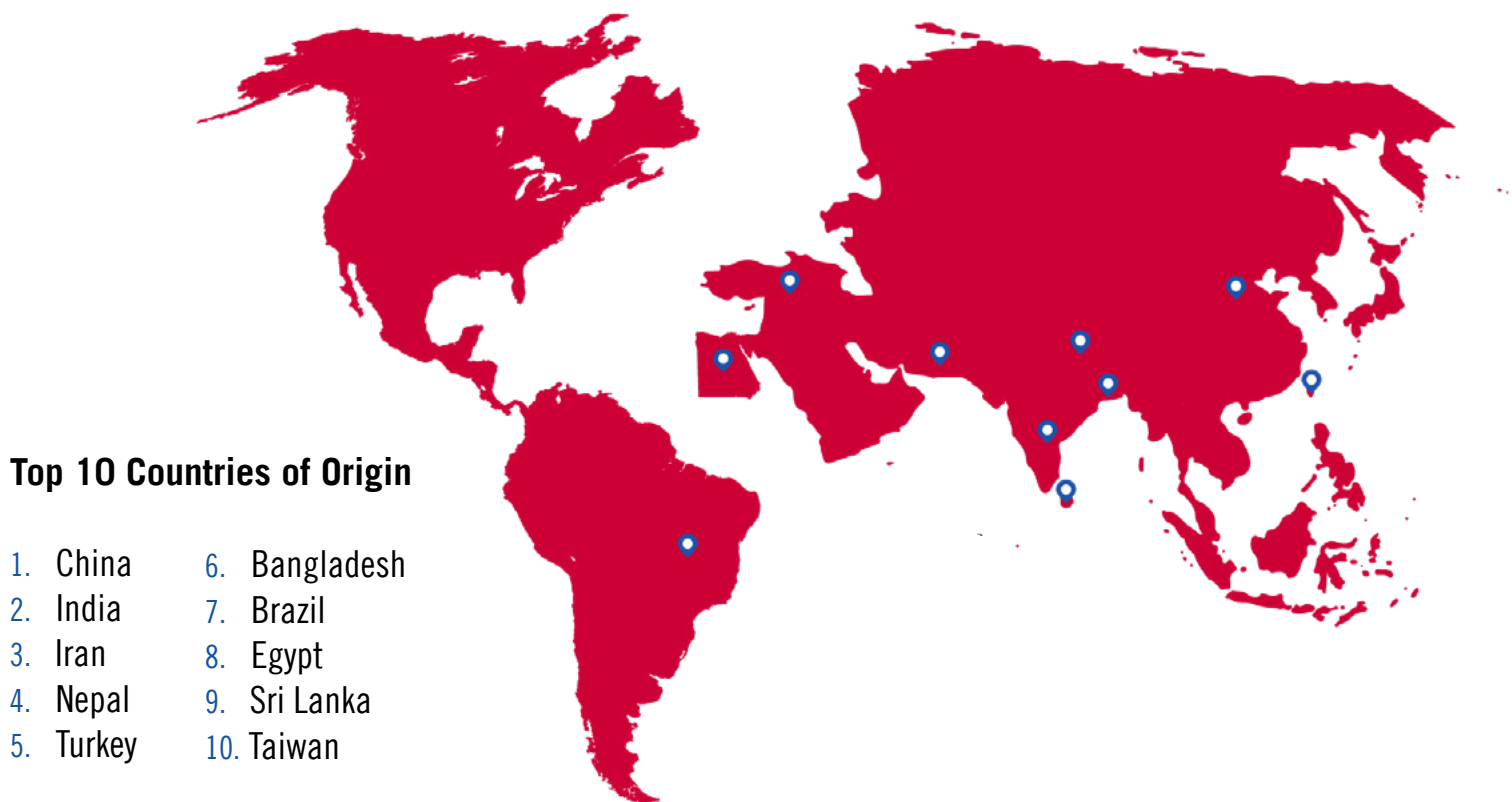 Top 10 Countries of Origin
1. China
2. India
3. Iran
4. Nepal
5. Turkey
6. Bangladesh
7. Brazil
8. Egypt
9. Sri Lanka
10. Taiwan